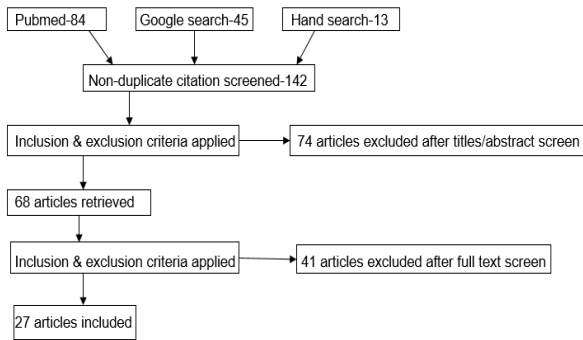 Pubmed-84
Google search-45
Hand search-13
Non-duplicate citation screened-142
Inclusion & exclusion criteria applied
74 articles excluded after titles/abstract screen
68 articles retrieved
Inclusion & exclusion criteria applied
41 articles excluded after full text screen
27 articles included